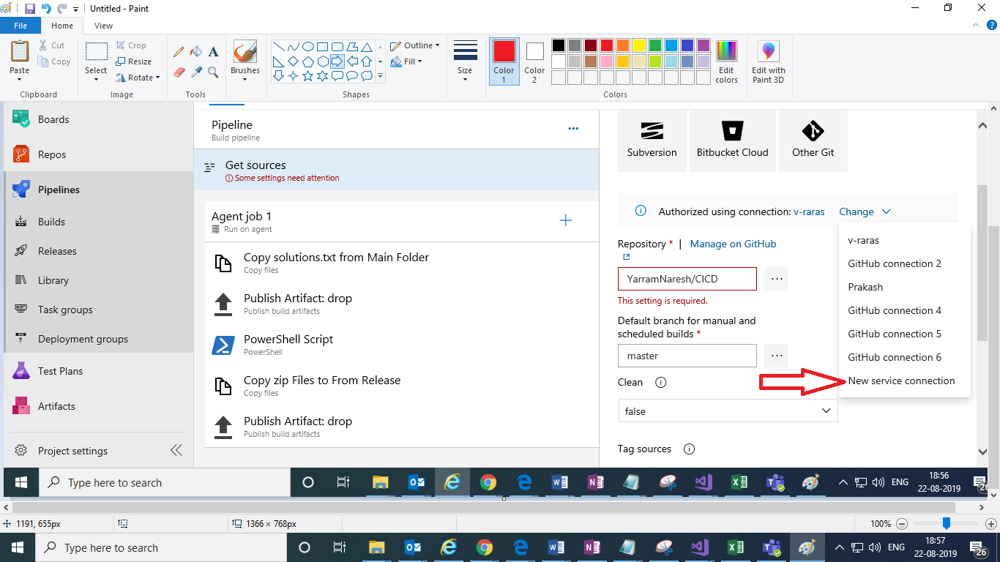 Untitled - Paint
File
Home
View
Paste
Cut
Copy
Clipboard
Select
Crop
Resize
Rotate
Image
Tools
Brushes
Outline
Fill
Shapes
Size
Color 1
Color 2
Edit colors
Colors
Edit with Paint 3D
Boards
Repos
Pipelines
Builds
Releases
Library
Task groups
Deployment groups
Test Plans
Artifacts
Project settings
Pipeline
Build pipeline
Get sources
Some settings need attention
Agent job 1
Run on agent
Copy solutions.txt from Main Folder
Copy files
Publish Artifact: drop
Publish build artifacts
PowerShell Script
PowerShell
Copy zip Files to From Release
Copy files
Publish Artifact: drop
Publish build artifacts
Subversion
Bitbucket Cloud
Other Git
Authorized using connection: v-raras Change
Repository * | Manage on GitHub
YarramNaresh/CICD
This setting is required.
Default branch for manual and
scheduled builds *
master
Clean
false
Tag sources
v-raras
GitHub connection 2
Prakash
GitHub connection 4
GitHub connection 5
GitHub connection 6
New service connection
Type here to search
ENG
18:56
22-08-2019
26
1191, 655px
1366 × 768px
100%
Type here to search
ENG
18:57
22-08-2019
26